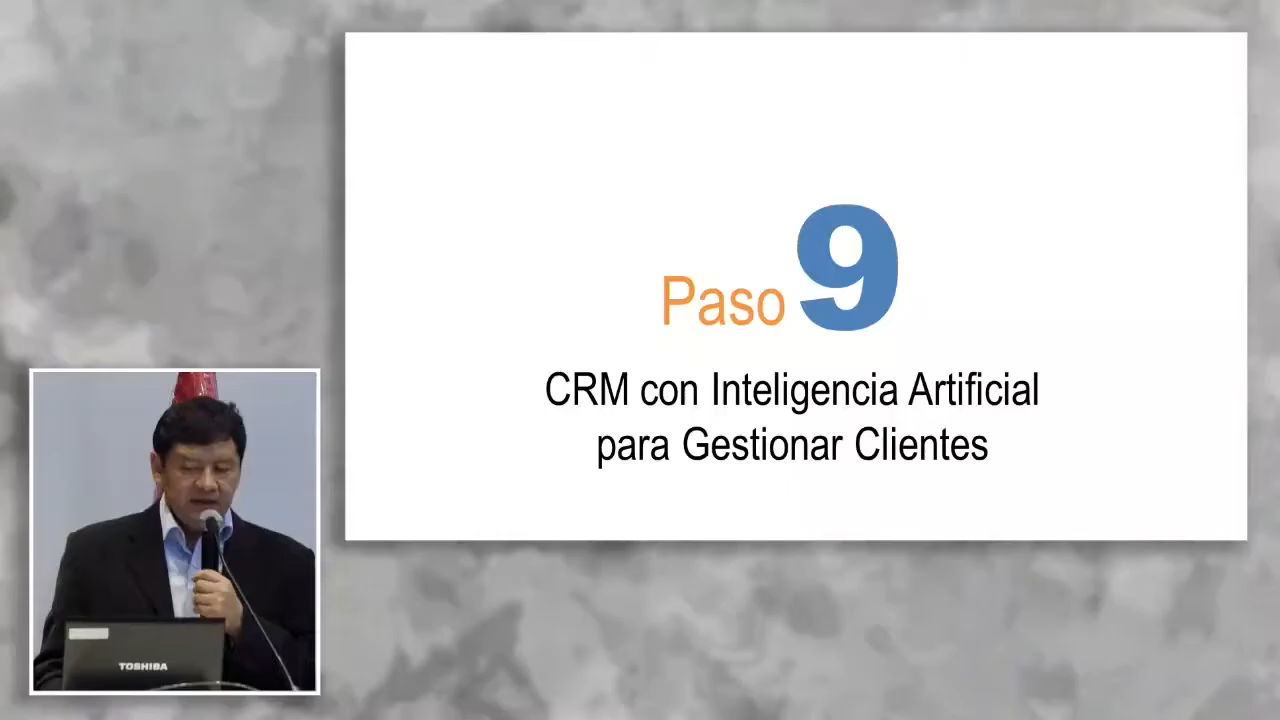 Paso 9
CRM con Inteligencia Artificial
para Gestionar Clientes
TOSHIBA